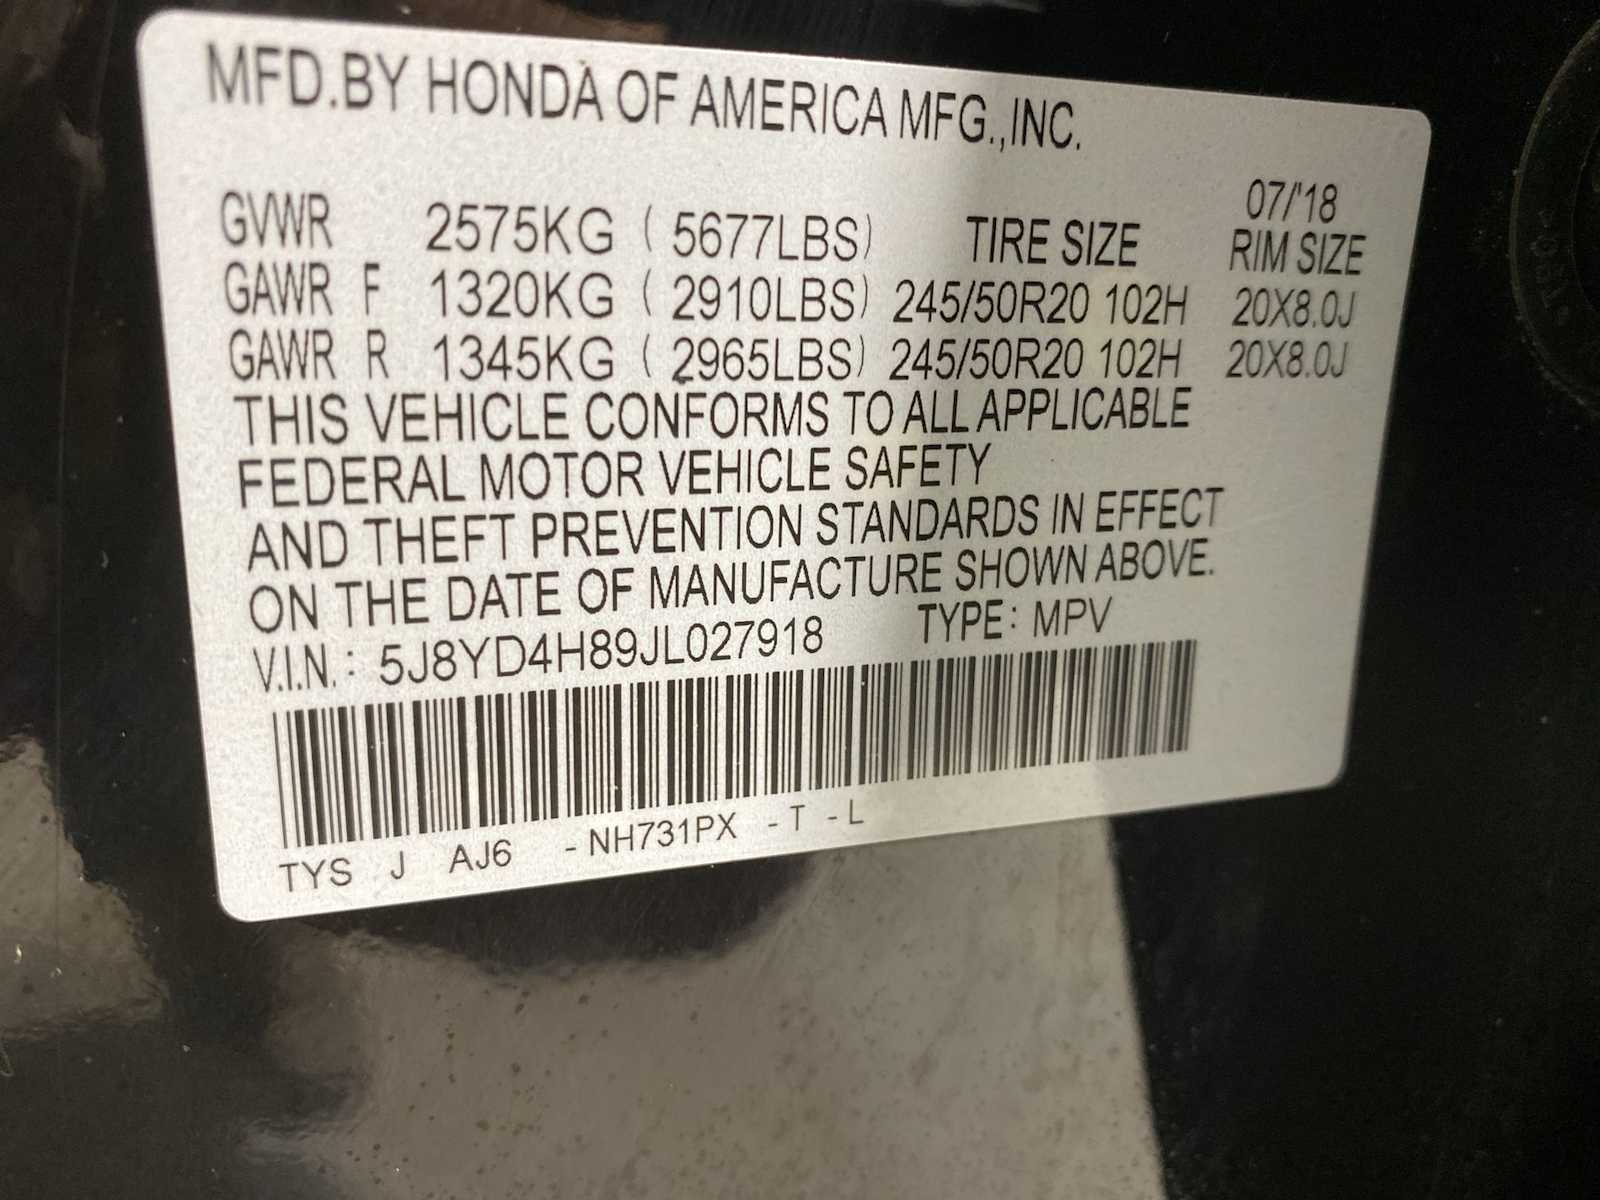 MFD.BY HONDA OF AMERICA MFG.,INC.
07/'18
GVWR 2575KG ( 5677LBS) TIRE SIZE RIM SIZE
GAWR F 1320KG ( 2910LBS) 245/50R20 102H 20X8.0J
GAWR R 1345KG ( 2965LBS) 245/50R20 102H 20X8.0J
THIS VEHICLE CONFORMS TO ALL APPLICABLE
FEDERAL MOTOR VEHICLE SAFETY
AND THEFT PREVENTION STANDARDS IN EFFECT
ON THE DATE OF MANUFACTURE SHOWN ABOVE.
V.I.N.: 5J8YD4H89JL027918 TYPE: MPV
TYS J AJ6 -NH731PX -T -L